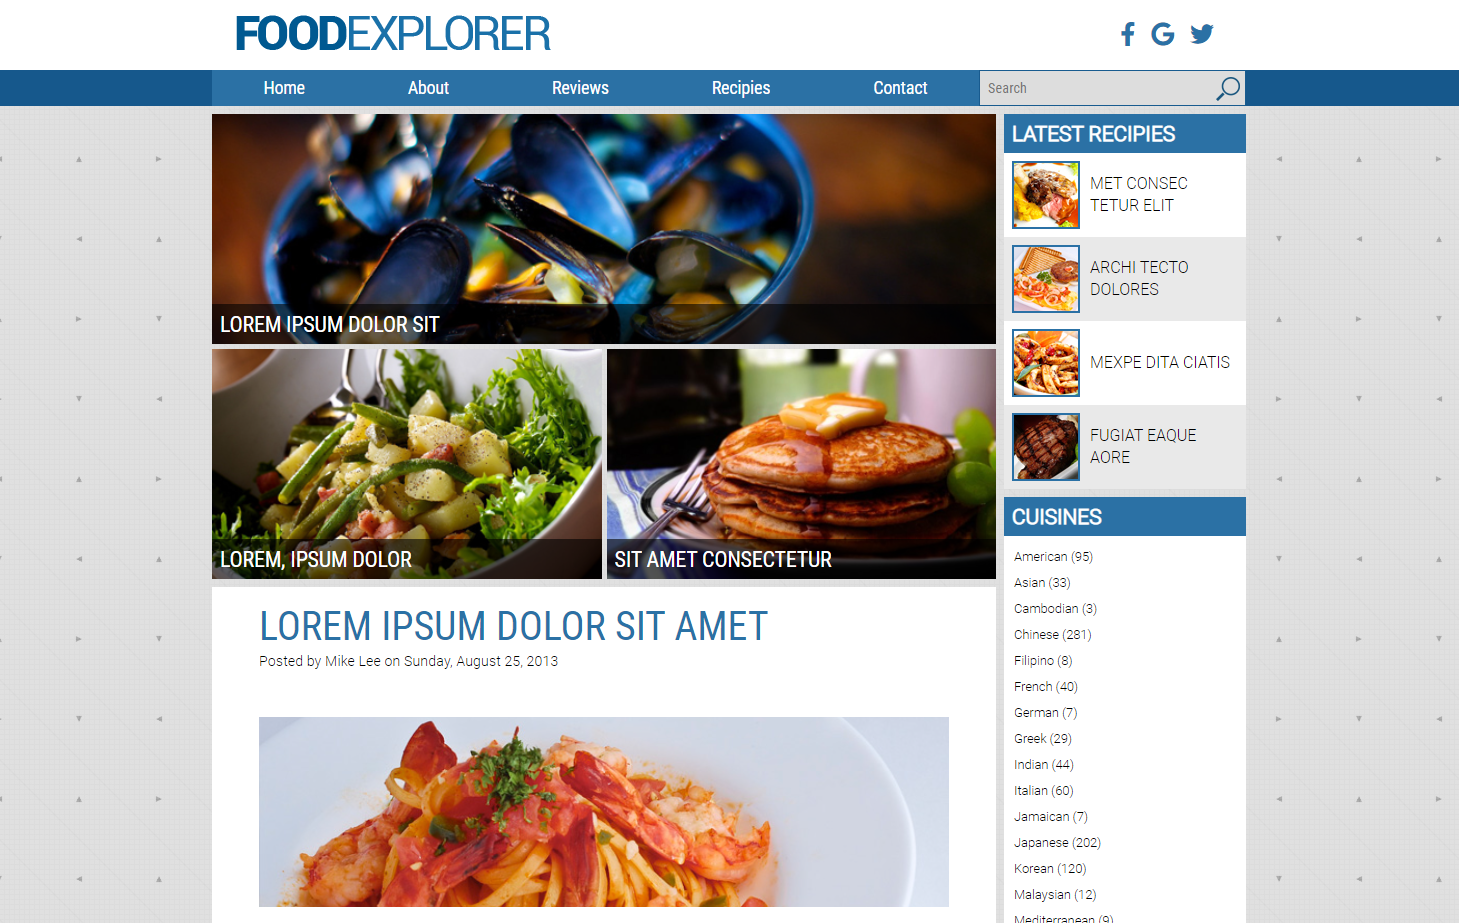 FOODEXPLORER
Home About Reviews Recipies Contact Search
LOREM IPSUM DOLOR SIT
LOREM, IPSUM DOLOR
SIT AMET CONSECTETUR
LOREM IPSUM DOLOR SIT AMET
Posted by Mike Lee on Sunday, August 25, 2013
LATEST RECIPIES
MET CONSEC
TETUR ELIT
ARCHI TECTO
DOLORES
MEXPE DITA CIATIS
FUGIAT EAQUE
AORE
CUISINES
American (95)
Asian (33)
Cambodian (3)
Chinese (281)
Filipino (8)
French (40)
German (7)
Greek (29)
Indian (44)
Italian (60)
Jamaican (7)
Japanese (202)
Korean (120)
Malaysian (12)
Mediterranean (9)